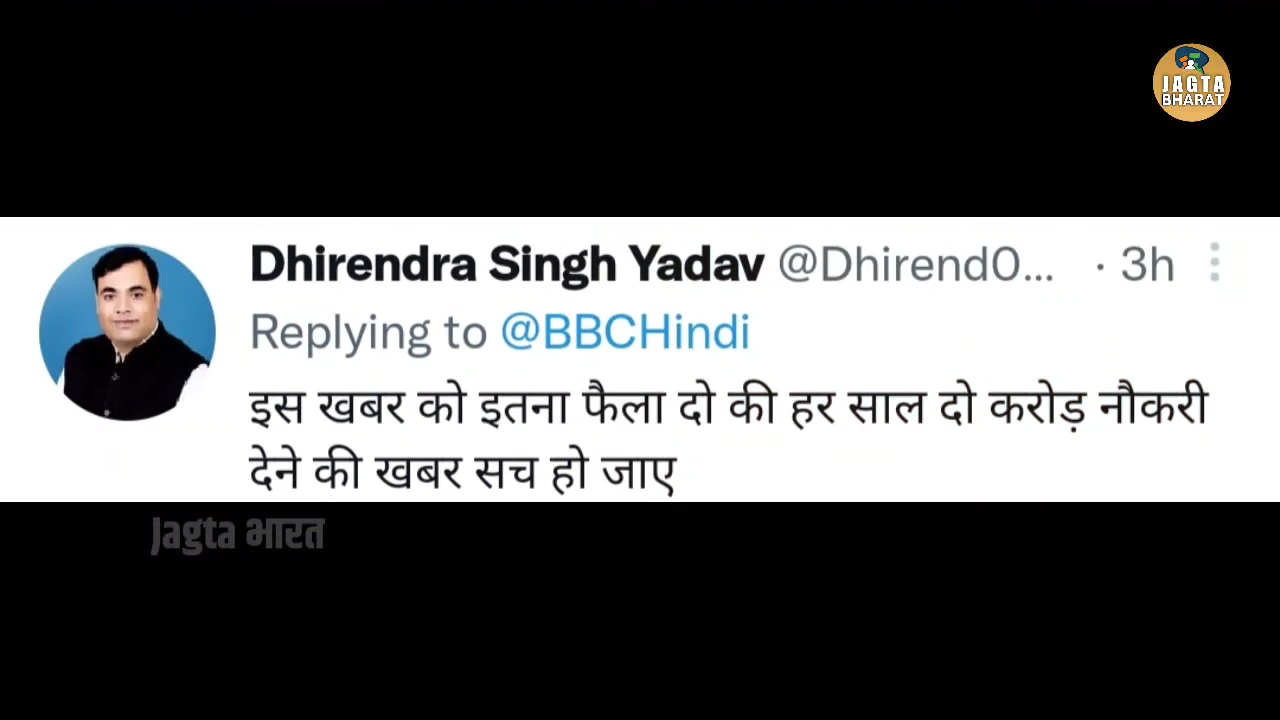 JAGTA
BHARAT
Dhirendra Singh Yadav @Dhirend0... · 3h
Replying to @BBCHindi
इस खबर को इतना फैला दो की हर साल दो करोड़ नौकरी
देने की खबर सच हो जाए
Jagta भारत